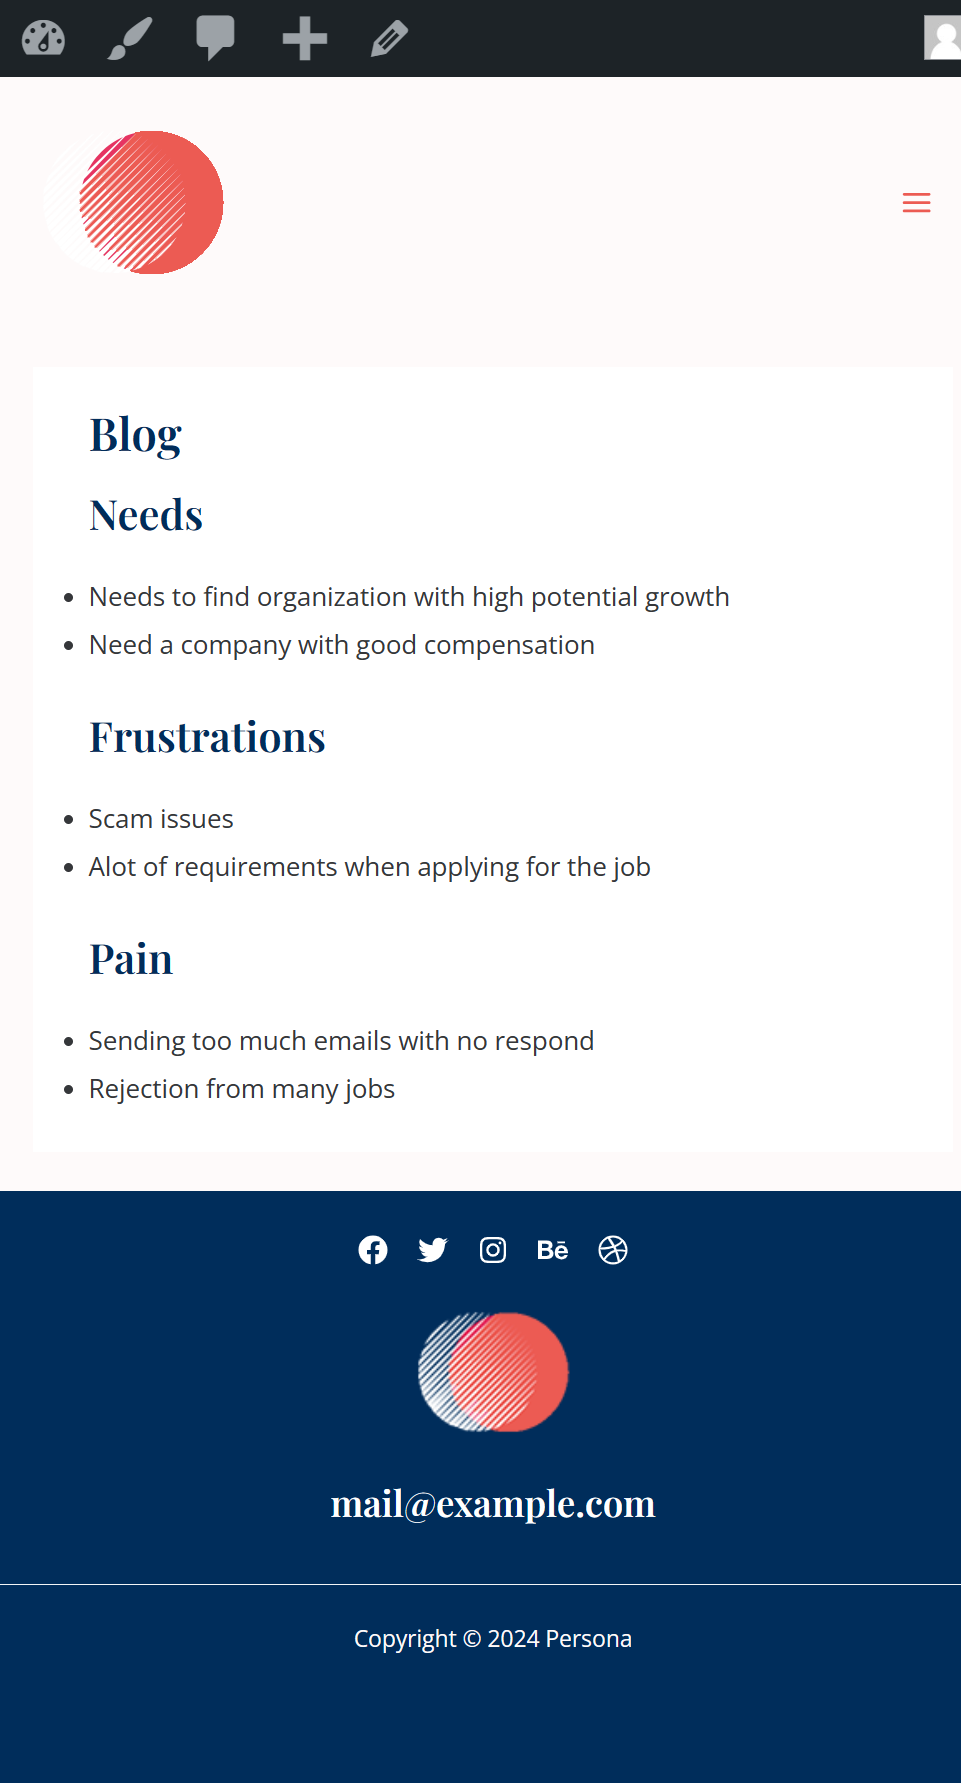 Blog
Needs
Needs to find organization with high potential growth
Need a company with good compensation
Frustrations
Scam issues
Alot of requirements when applying for the job
Pain
Sending too much emails with no respond
Rejection from many jobs
Bē
mail@example.com
Copyright © 2024 Persona